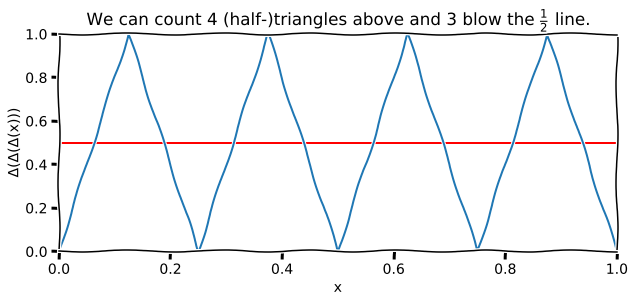 We can count 4 (half-)triangles above and 3 blow the 1/2 line.
Δ(Δ(Δ(x)))
1.0
0.8
0.6
0.4
0.2
0.0
0.0 0.2 0.4 0.6 0.8 1.0
x